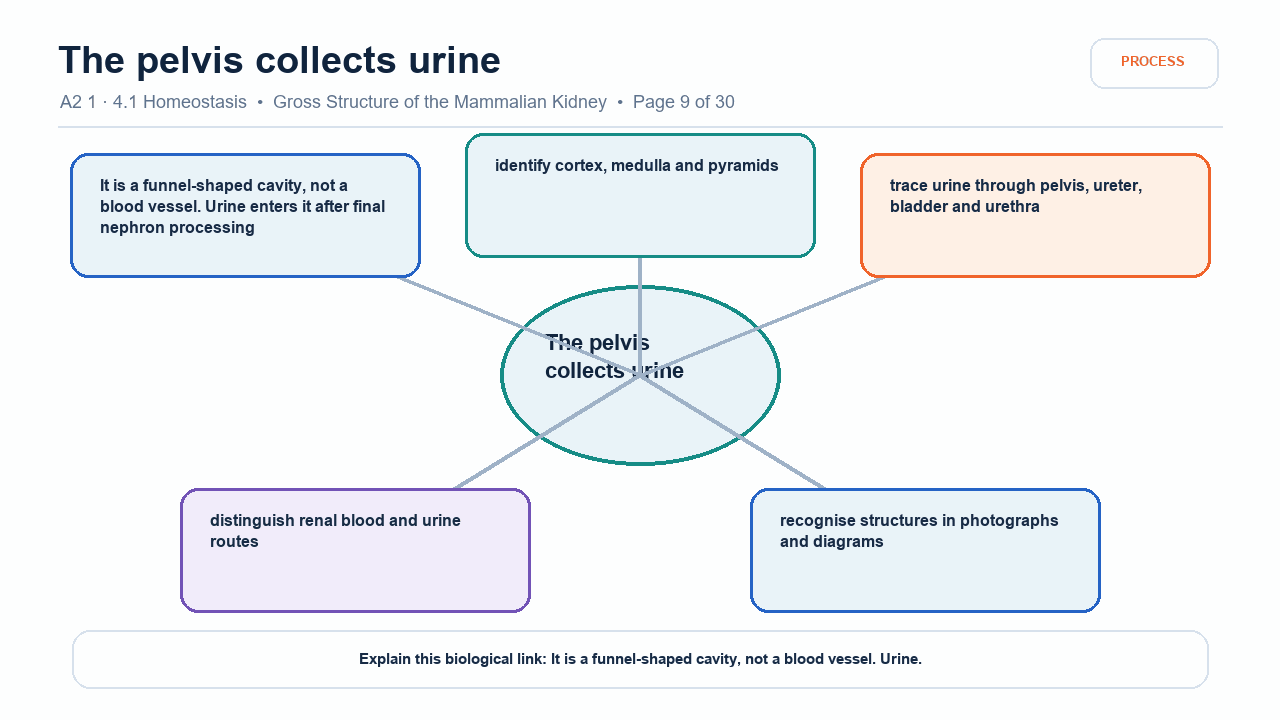 The pelvis collects urine
PROCESS
A2 1 · 4.1 Homeostasis • Gross Structure of the Mammalian Kidney • Page 9 of 30
It is a funnel-shaped cavity, not a
blood vessel. Urine enters it after final
nephron processing
identify cortex, medulla and pyramids
trace urine through pelvis, ureter,
bladder and urethra
The pelvis
collects urine
distinguish renal blood and urine
routes
recognise structures in photographs
and diagrams
Explain this biological link: It is a funnel-shaped cavity, not a blood vessel. Urine.